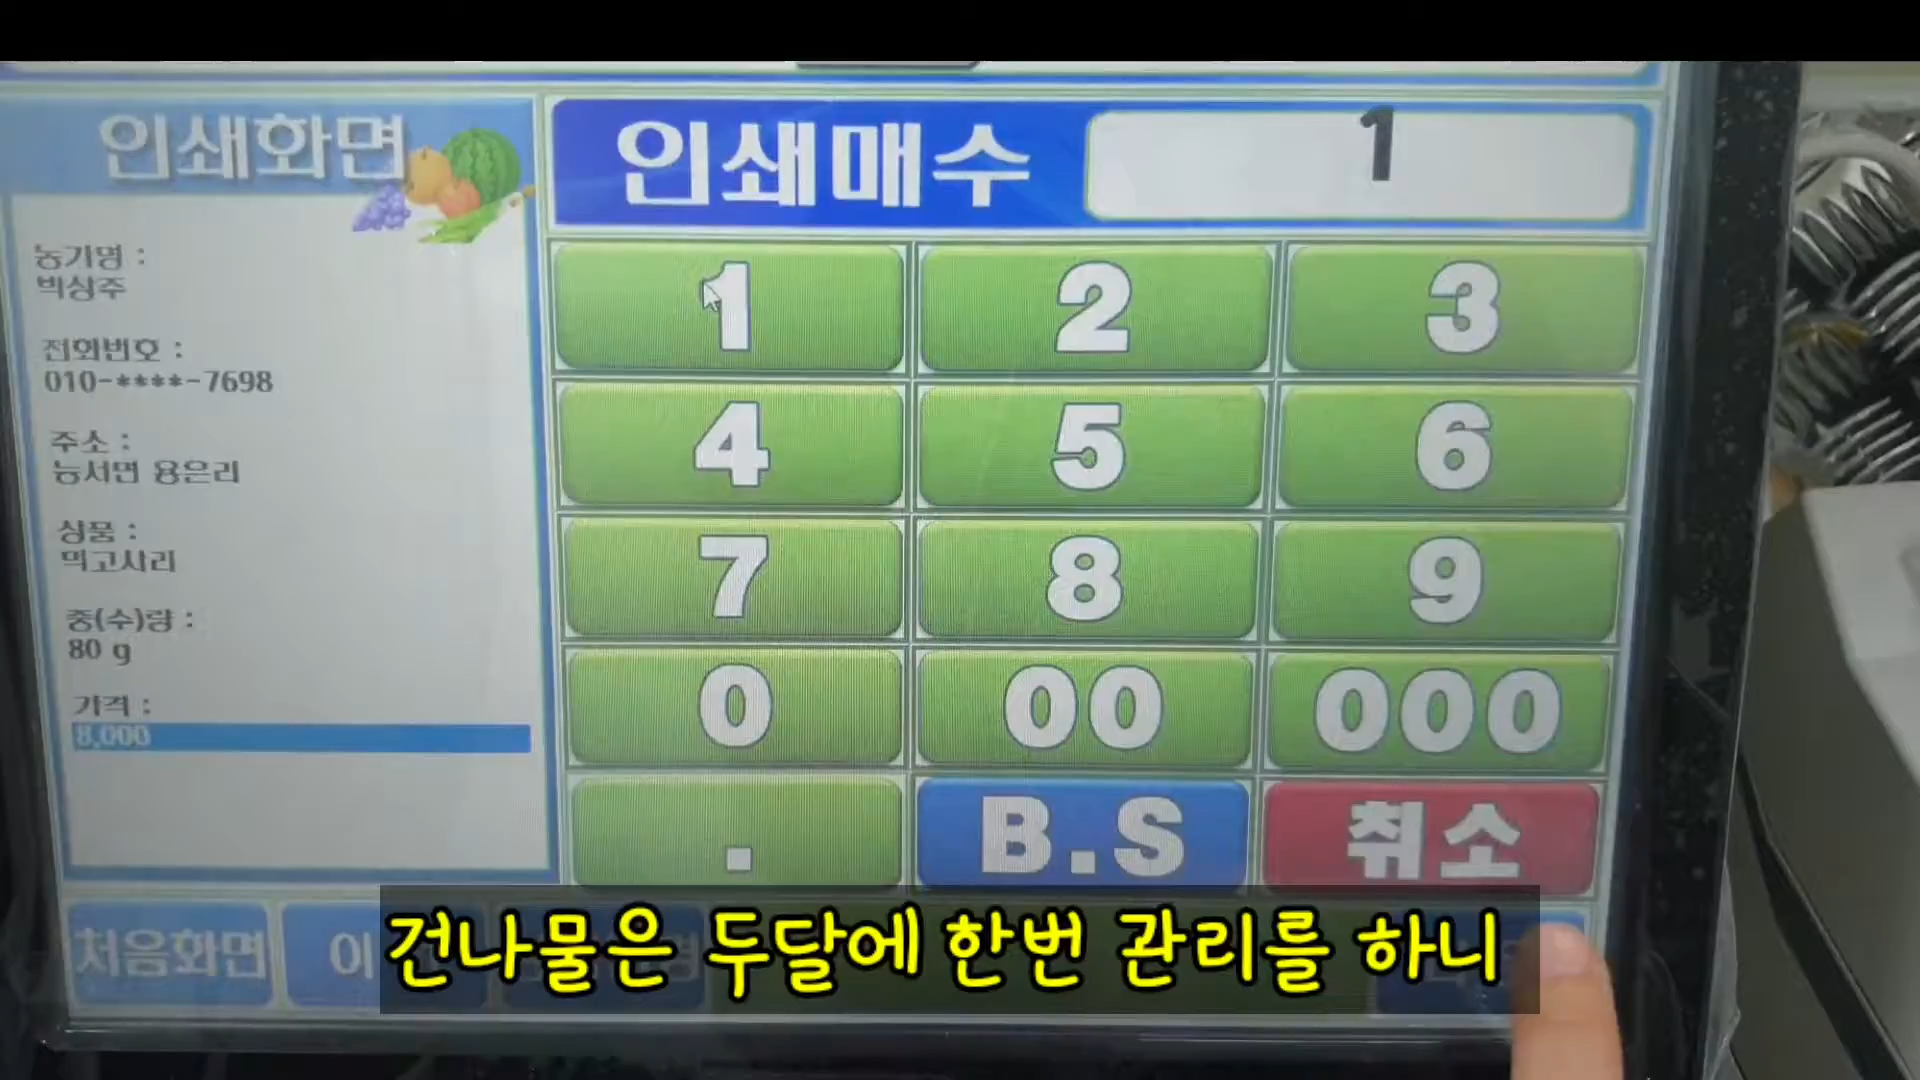 인쇄화면
인쇄매수 1
농가명 :
박상주
전화번호 :
010-****-7698
주소 :
능서면 용은리
상품 :
먹고사리
중(수)량 :
80 g
가격 :
8,000
1 2 3
4 5 6
7 8 9
0 00 000
. B.S 취소
처음화면 이
건나물은 두달에 한번 관리를 하니